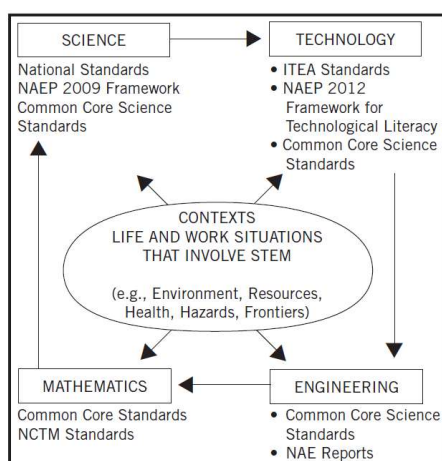 SCIENCE
National Standards
NAEP 2009 Framework
Common Core Science
Standards
TECHNOLOGY
• ITEA Standards
• NAEP 2012
Framework for
Technological Literacy
• Common Core Science
Standards
CONTEXTS
LIFE AND WORK SITUATIONS
THAT INVOLVE STEM
(e.g., Environment, Resources,
Health, Hazards, Frontiers)
MATHEMATICS
Common Core Standards
NCTM Standards
ENGINEERING
• Common Core Science
Standards
• NAE Reports